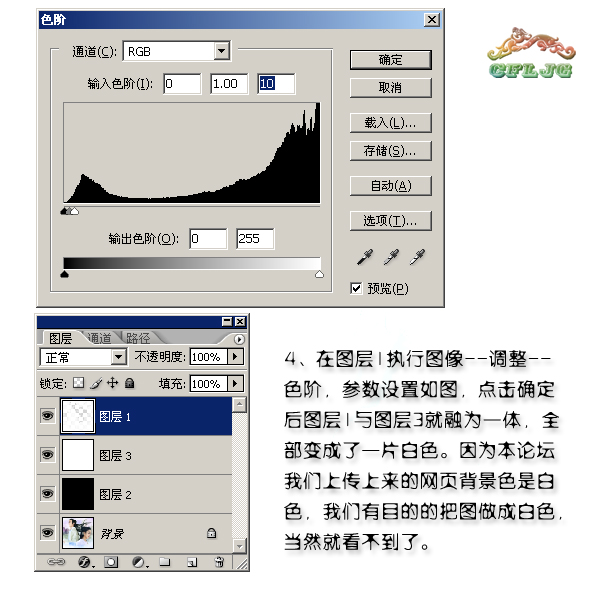 色阶
CFLJG
通道(C): RGB
确定
输入色阶(I): 0 1.00 10
取消
载入(L)...
存储(S)...
自动(A)
选项(T)...
输出色阶(O): 0 255
预览(P)
图层 通道 路径
正常 不透明度: 100%
锁定: 填充: 100%
图层 1
图层 3
图层 2
背景
4、在图层1执行图像--调整--
色阶，参数设置如图，点击确定
后图层1与图层3就融为一体，全
部变成了一片白色。因为本论坛
我们上传上来的网页背景色是白
色，我们有目的的把图做成白色，
当然就看不到了。